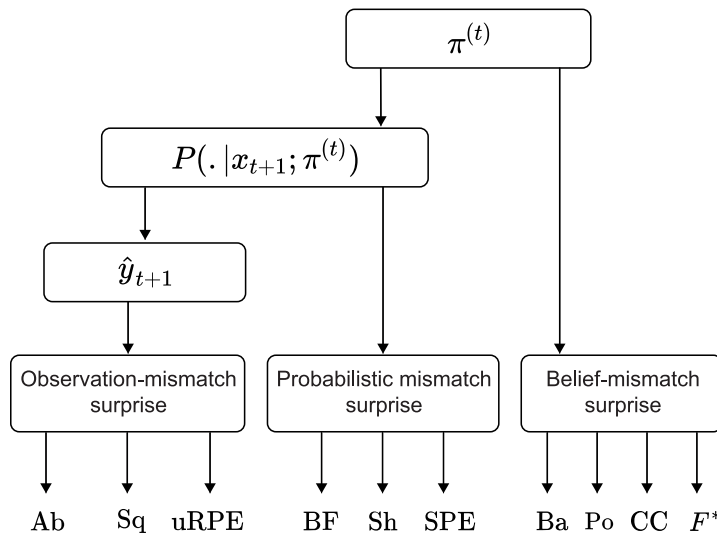 π^(t)
P(.|x_{t+1}; π^(t))
ŷ_{t+1}
Observation-mismatch
surprise
Probabilistic mismatch
surprise
Belief-mismatch
surprise
Ab Sq uRPE BF Sh SPE Ba Po CC F*